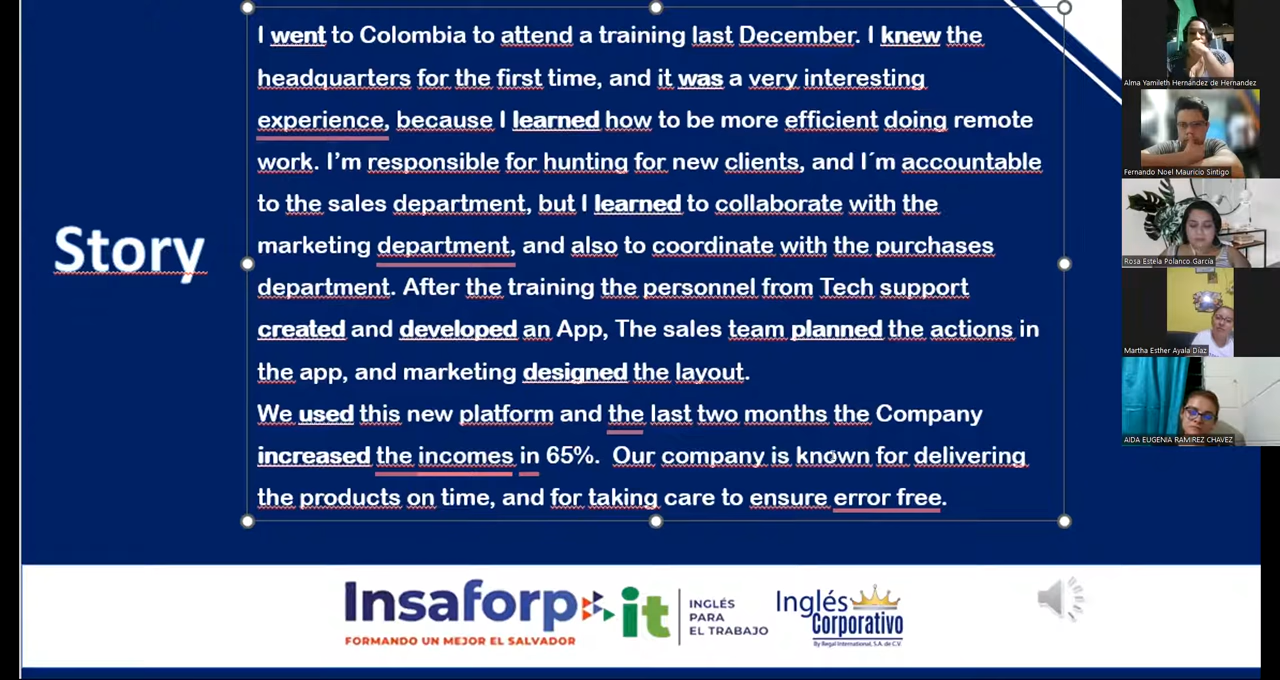 I went to Colombia to attend a training last December. I knew the
headquarters for the first time, and it was a very interesting
experience, because I learned how to be more efficient doing remote
work. I'm responsible for hunting for new clients, and I´m accountable
to the sales department, but I learned to collaborate with the
marketing department, and also to coordinate with the purchases
department. After the training the personnel from Tech support
created and developed an App, The sales team planned the actions in
the app, and marketing designed the layout.
We used this new platform and the last two months the Company
increased the incomes in 65%. Our company is known for delivering
the products on time, and for taking care to ensure error free.
Story
Insaforp
FORMANDO UN MEJOR EL SALVADOR
it
INGLÉS
PARA
EL TRABAJO
Inglés
Corporativo
By Regal International, S.A. de C.V.
Alma Yamileth Hernández de Hernandez
Fernando Noel Mauricio Sintigo
Rosa Estela Polanco García
Martha Esther Ayala Díaz
AIDA EUGENIA RAMIREZ CHAVEZ